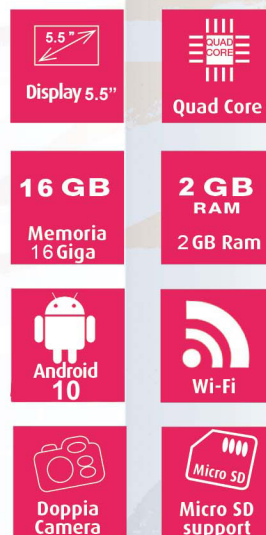 5.5"
Display 5.5”
QUAD
CORE
Quad Core
16 GB
Memoria
16 Giga
2 GB
RAM
2 GB Ram
Android
10
Wi-Fi
Doppia
Camera
Micro SD
Micro SD
support